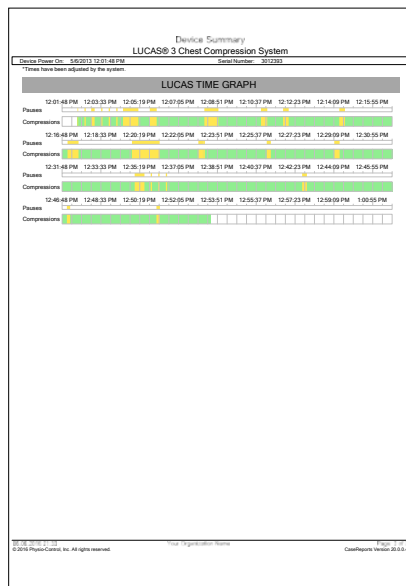 Device Summary
LUCAS® 3 Chest Compression System
Device Power On: 5/6/2013 12:01:48 PM Serial Number: 3012393
*Times have been adjusted by the system.
LUCAS TIME GRAPH
12:01:48 PM 12:03:33 PM 12:05:19 PM 12:07:05 PM 12:08:51 PM 12:10:37 PM 12:12:23 PM 12:14:09 PM 12:15:55 PM
Pauses
Compressions
12:16:48 PM 12:18:33 PM 12:20:19 PM 12:22:05 PM 12:23:51 PM 12:25:37 PM 12:27:23 PM 12:29:09 PM 12:30:55 PM
Pauses
Compressions
12:31:48 PM 12:33:33 PM 12:35:19 PM 12:37:05 PM 12:38:51 PM 12:40:37 PM 12:42:23 PM 12:44:09 PM 12:45:55 PM
Pauses
Compressions
12:46:48 PM 12:48:33 PM 12:50:19 PM 12:52:05 PM 12:53:51 PM 12:55:37 PM 12:57:23 PM 12:59:09 PM 1:00:55 PM
Pauses
Compressions
Your Organization Name Page
© 2016 Physio-Control, Inc. All rights reserved. CaseReports Version 20.0.0.